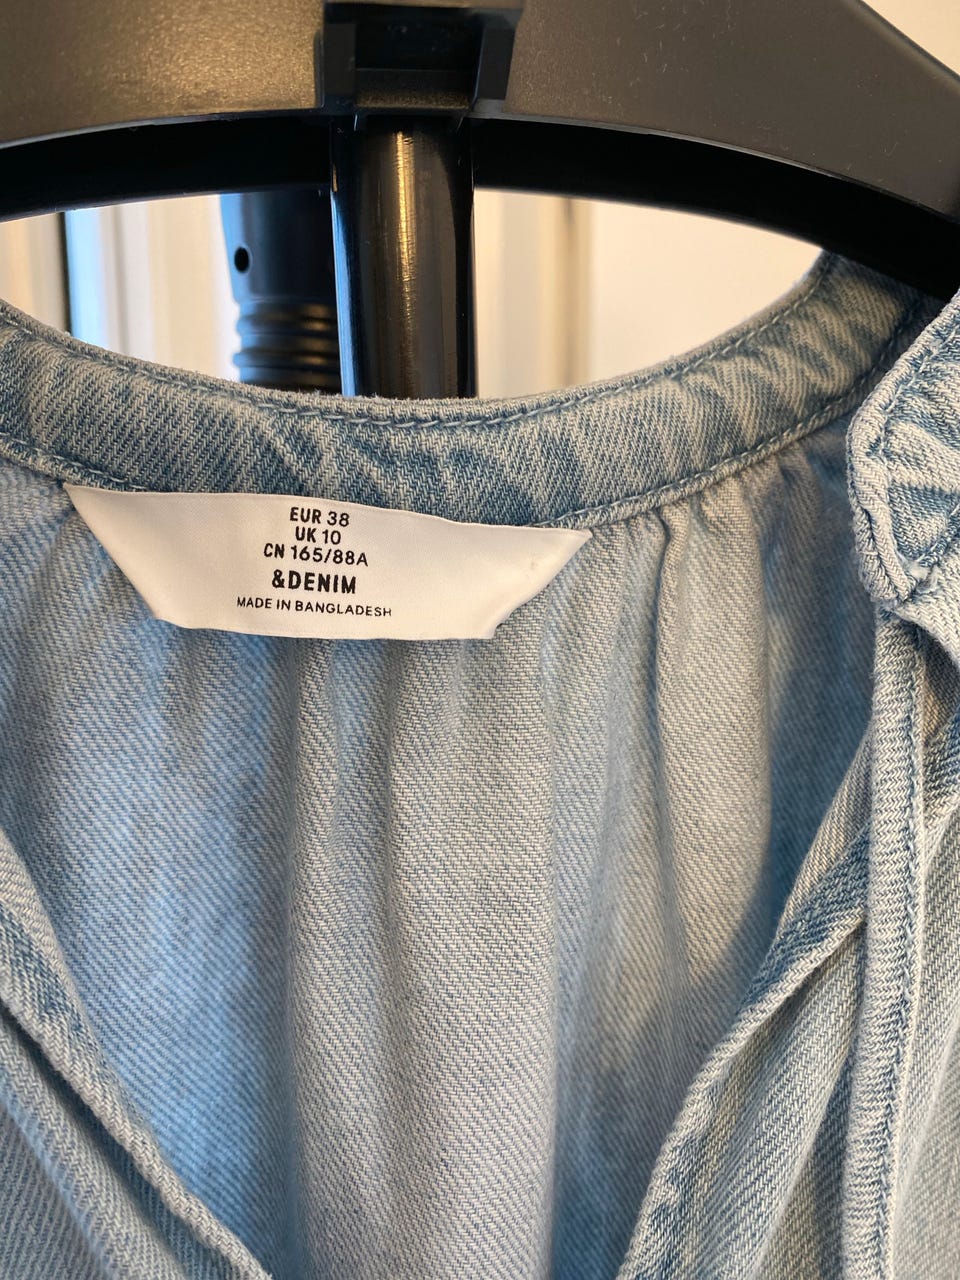 EUR 38
UK 10
CN 165/88A
&DENIM
MADE IN BANGLADESH